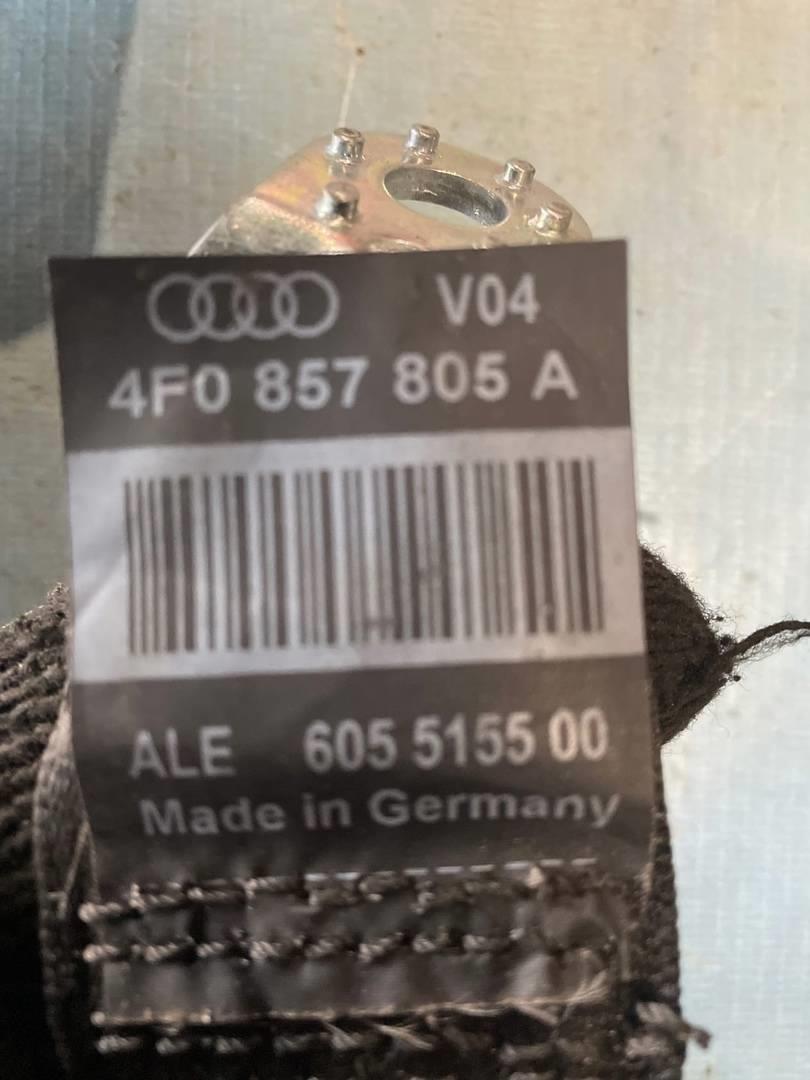 V04
4F0 857 805 A
ALE 605 5155 00
Made in Germany